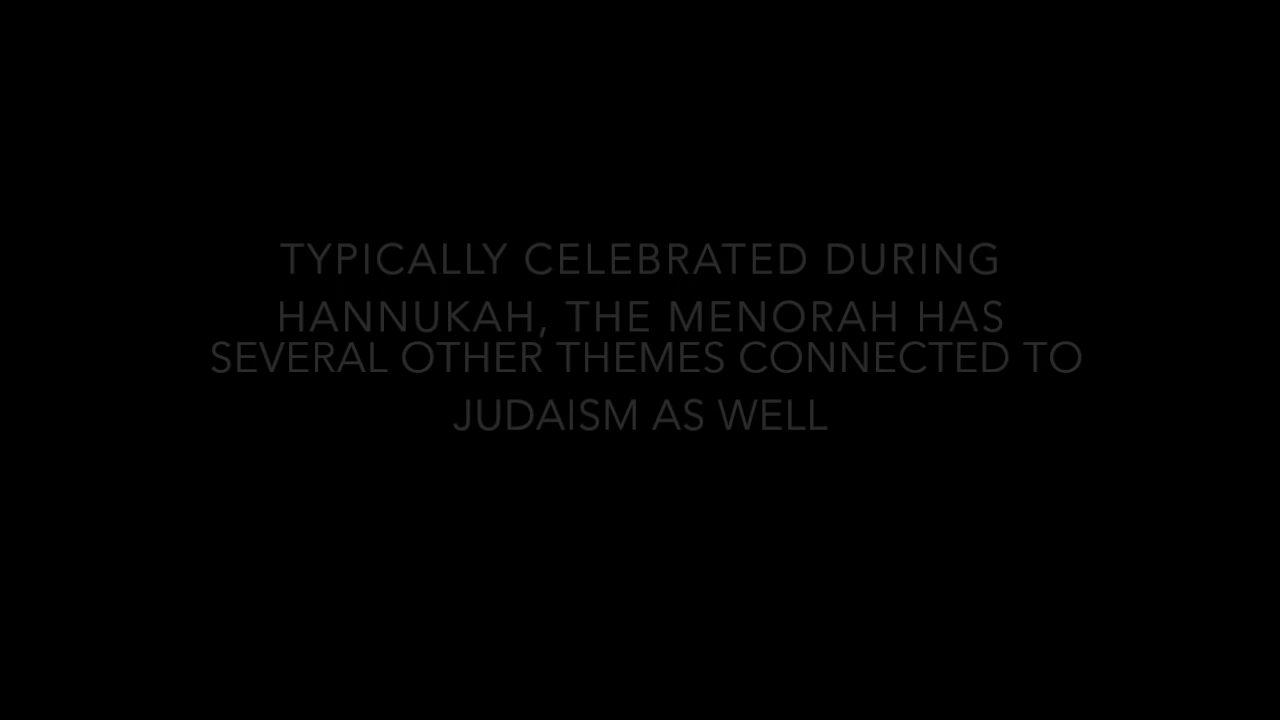 TYPICALLY CELEBRATED DURING
HANNUKAH, THE MENORAH HAS
SEVERAL OTHER THEMES CONNECTED TO
JUDAISM AS WELL